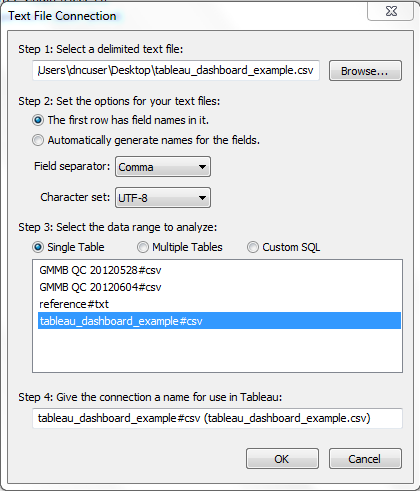 Text File Connection
Step 1: Select a delimited text file:
\Users\dncuser\Desktop\tableau_dashboard_example.csv Browse...
Step 2: Set the options for your text files:
The first row has field names in it.
Automatically generate names for the fields.
Field separator: Comma
Character set: UTF-8
Step 3: Select the data range to analyze:
Single Table Multiple Tables Custom SQL
GMMB QC 20120528#csv
GMMB QC 20120604#csv
reference#txt
tableau_dashboard_example#csv
Step 4: Give the connection a name for use in Tableau:
tableau_dashboard_example#csv (tableau_dashboard_example.csv)
OK Cancel